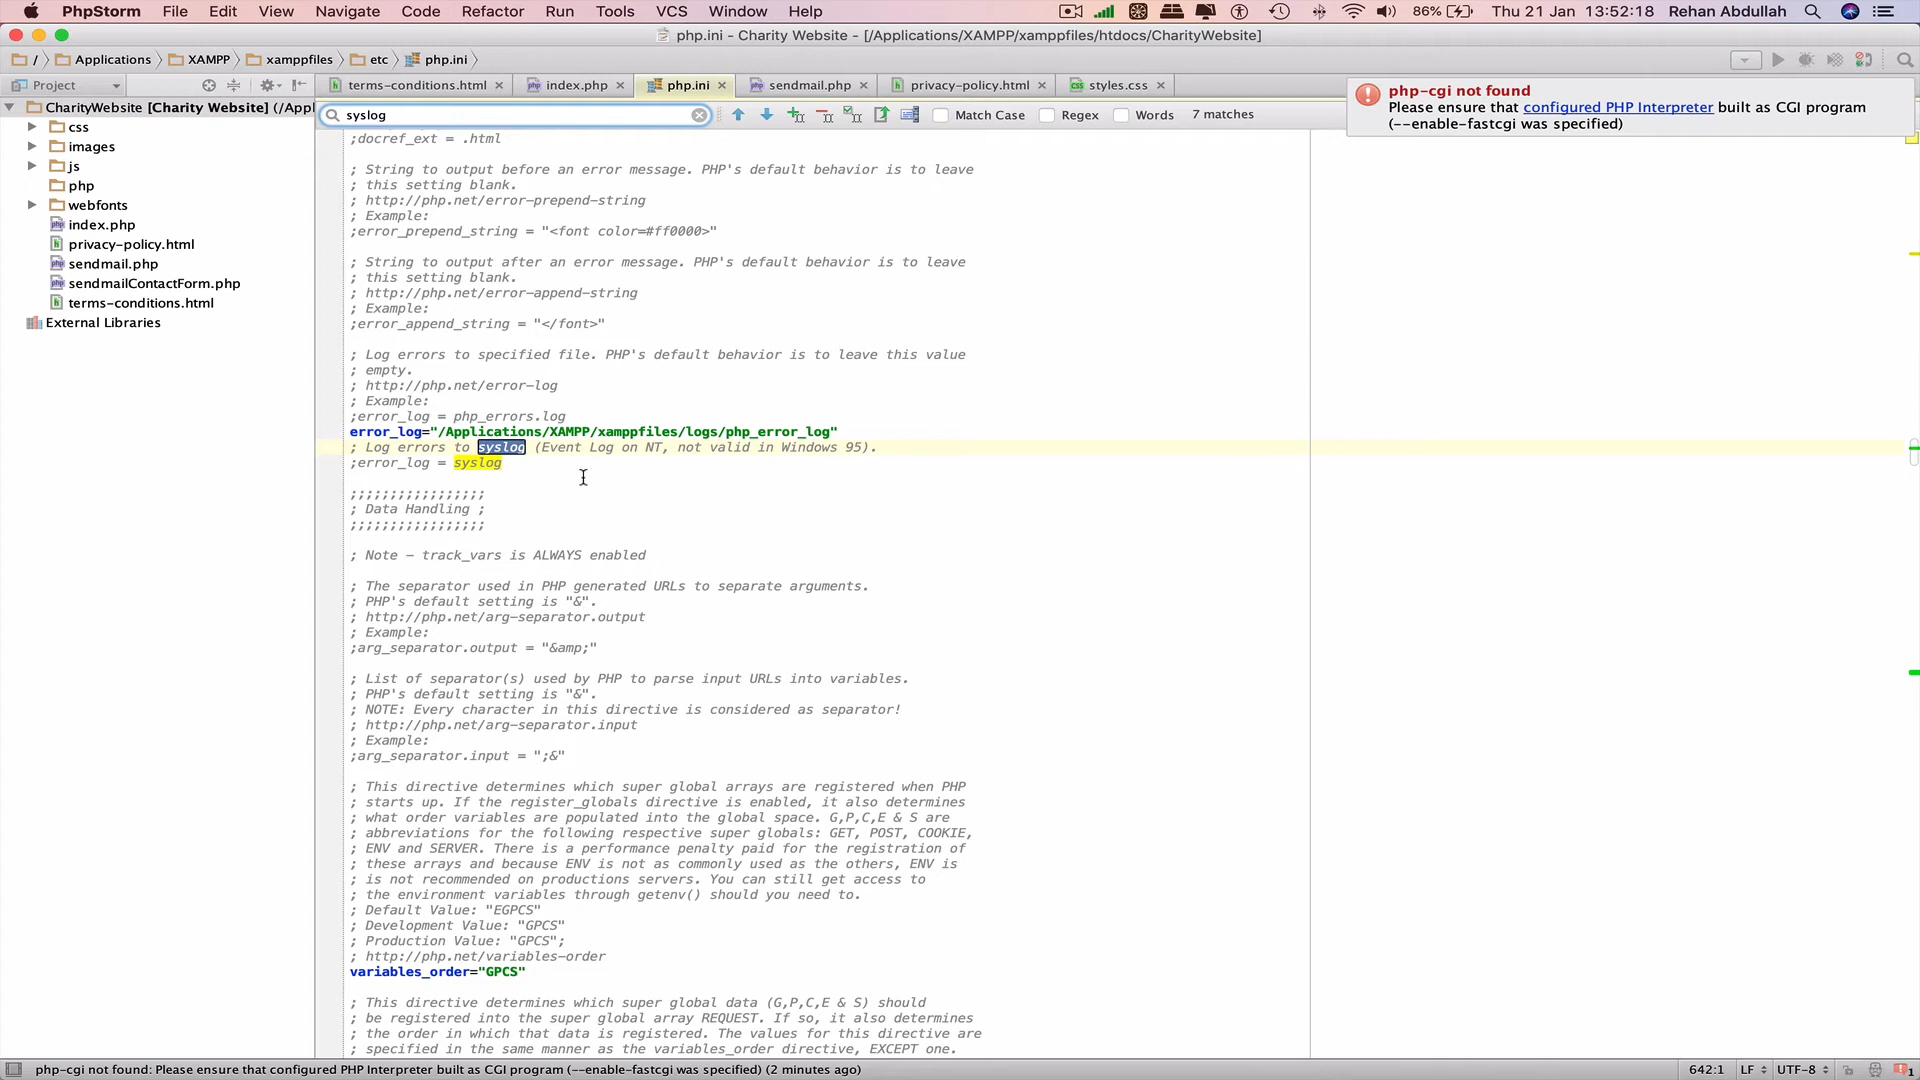 PhpStorm File Edit View Navigate Code Refactor Run Tools VCS Window Help 86% Thu 21 Jan 13:52:18 Rehan Abdullah
php.ini - Charity Website - [/Applications/XAMPP/xamppfiles/htdocs/CharityWebsite]
/ Applications XAMPP xamppfiles etc php.ini
Project terms-conditions.html index.php php.ini sendmail.php privacy-policy.html styles.css
php-cgi not found
Please ensure that configured PHP Interpreter built as CGI program
(--enable-fastcgi was specified)
syslog Match Case Regex Words 7 matches
CharityWebsite [Charity Website] (/Appl
css
images
js
php
webfonts
index.php
privacy-policy.html
sendmail.php
sendmailContactForm.php
terms-conditions.html
External Libraries
;docref_ext = .html
; String to output before an error message. PHP's default behavior is to leave
; this setting blank.
; http://php.net/error-prepend-string
; Example:
;error_prepend_string = "<font color=#ff0000>"
; String to output after an error message. PHP's default behavior is to leave
; this setting blank.
; http://php.net/error-append-string
; Example:
;error_append_string = "</font>"
; Log errors to specified file. PHP's default behavior is to leave this value
; empty.
; http://php.net/error-log
; Example:
;error_log = php_errors.log
error_log="/Applications/XAMPP/xamppfiles/logs/php_error_log"
; Log errors to syslog (Event Log on NT, not valid in Windows 95).
;error_log = syslog
;;;;;;;;;;;;;;;;;
; Data Handling ;
;;;;;;;;;;;;;;;;;
; Note - track_vars is ALWAYS enabled
; The separator used in PHP generated URLs to separate arguments.
; PHP's default setting is "&".
; http://php.net/arg-separator.output
; Example:
;arg_separator.output = "&amp;"
; List of separator(s) used by PHP to parse input URLs into variables.
; PHP's default setting is "&".
; NOTE: Every character in this directive is considered as separator!
; http://php.net/arg-separator.input
; Example:
;arg_separator.input = ";&"
; This directive determines which super global arrays are registered when PHP
; starts up. If the register_globals directive is enabled, it also determines
; what order variables are populated into the global space. G,P,C,E & S are
; abbreviations for the following respective super globals: GET, POST, COOKIE,
; ENV and SERVER. There is a performance penalty paid for the registration of
; these arrays and because ENV is not as commonly used as the others, ENV is
; is not recommended on productions servers. You can still get access to
; the environment variables through getenv() should you need to.
; Default Value: "EGPCS"
; Development Value: "GPCS"
; Production Value: "GPCS";
; http://php.net/variables-order
variables_order="GPCS"
; This directive determines which super global data (G,P,C,E & S) should
; be registered into the super global array REQUEST. If so, it also determines
; the order in which that data is registered. The values for this directive are
; specified in the same manner as the variables_order directive, EXCEPT one.
php-cgi not found: Please ensure that configured PHP Interpreter built as CGI program (--enable-fastcgi was specified) (2 minutes ago) 642:1 LF UTF-8 1